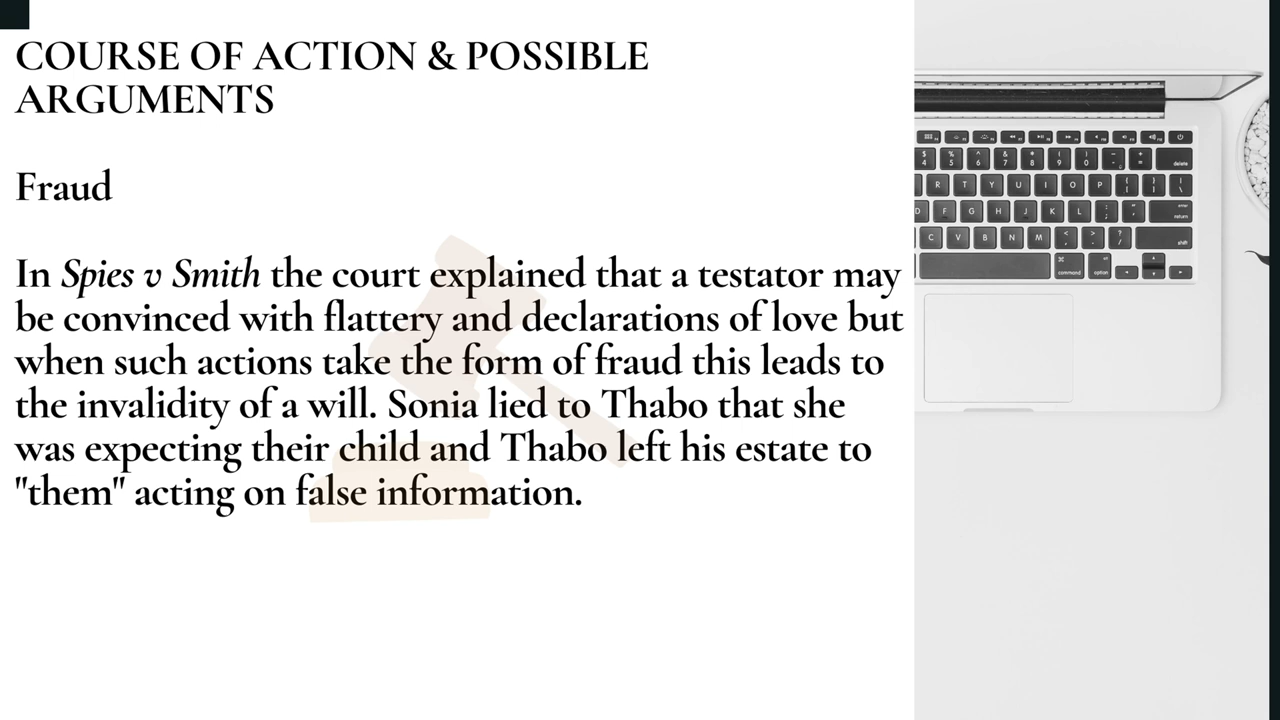 COURSE OF ACTION & POSSIBLE
ARGUMENTS
Fraud
In Spies v Smith the court explained that a testator may
be convinced with flattery and declarations of love but
when such actions take the form of fraud this leads to
the invalidity of a will. Sonia lied to Thabo that she
was expecting their child and Thabo left his estate to
"them" acting on false information.